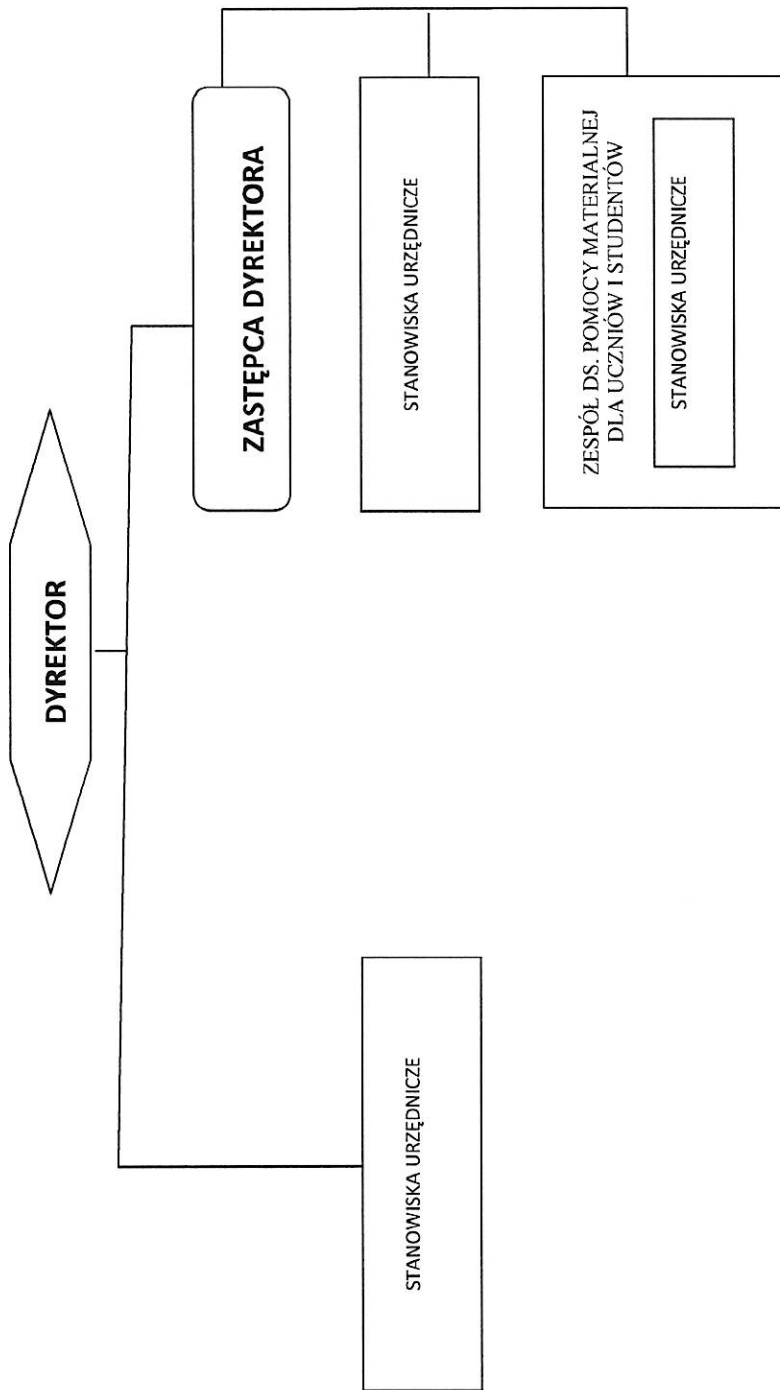 DYREKTOR
ZASTĘPCA DYREKTORA
STANOWISKA URZĘDNICZE
STANOWISKA URZĘDNICZE
ZESPÓŁ DS. POMOCY MATERIALNEJ
DLA UCZNIÓW I STUDENTÓW
STANOWISKA URZĘDNICZE